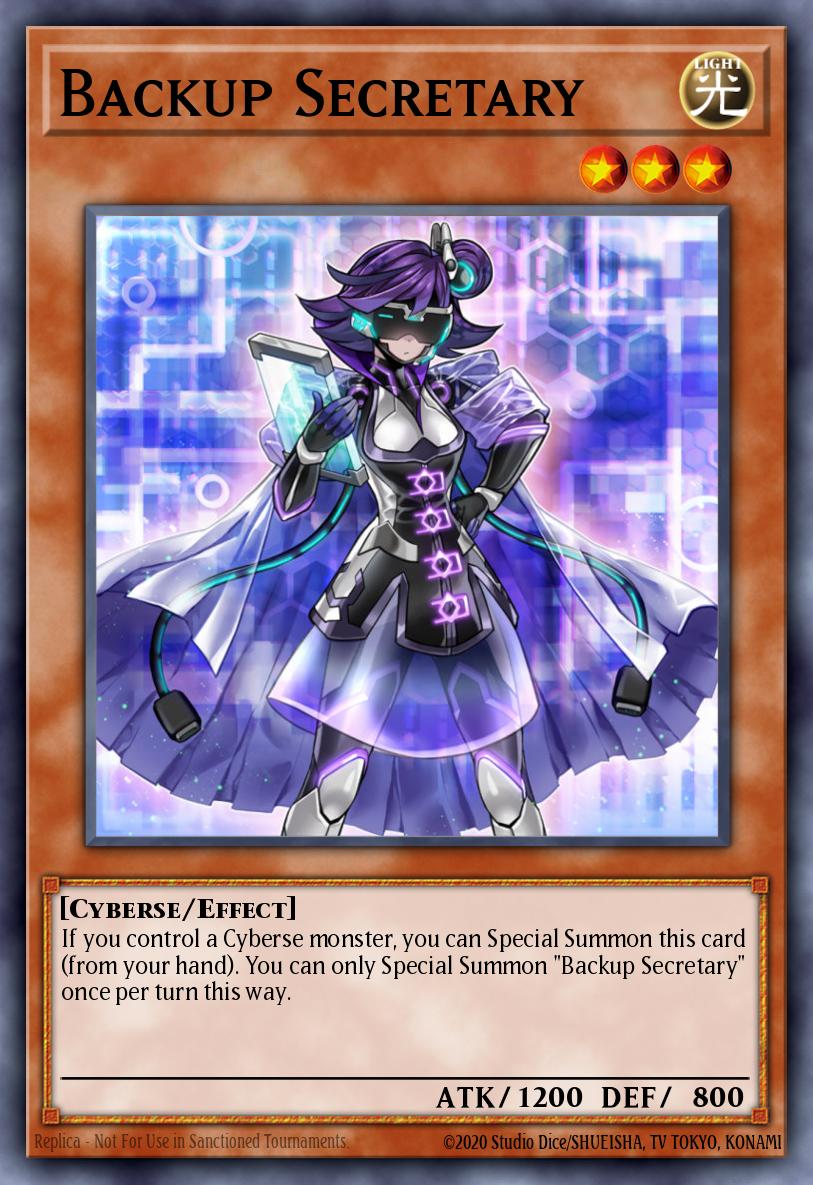 BACKUP SECRETARY
LIGHT
光
[CYBERSE/EFFECT]
If you control a Cyberse monster, you can Special Summon this card
(from your hand). You can only Special Summon "Backup Secretary"
once per turn this way.
ATK/ 1200 DEF/ 800
Replica - Not For Use in Sanctioned Tournaments. ©2020 Studio Dice/SHUEISHA, TV TOKYO, KONAMI